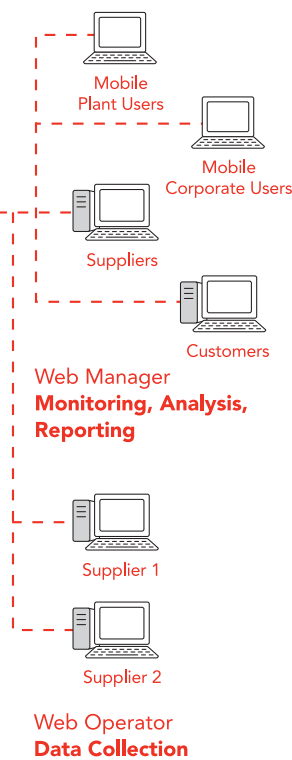 Mobile
Plant Users
Mobile
Corporate Users
Suppliers
Customers
Web Manager
Monitoring, Analysis,
Reporting
Supplier 1
Supplier 2
Web Operator
Data Collection